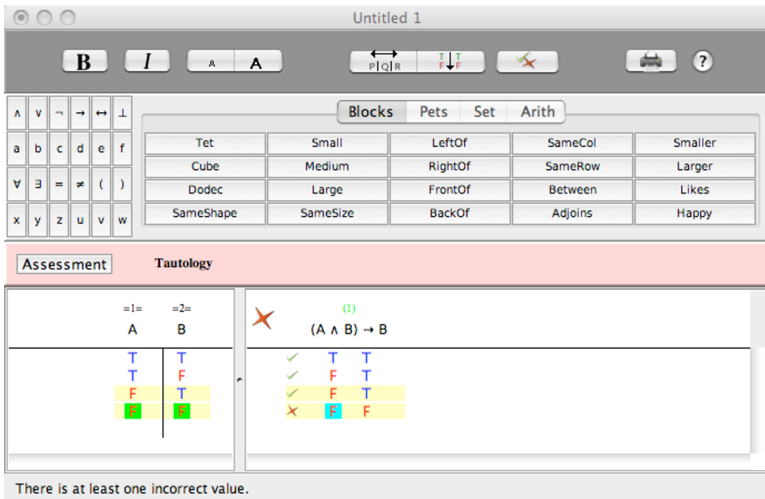 Untitled 1
B I A A P|Q|R T T F F ?
∧ ∨ ¬ → ↔ ⊥ Blocks Pets Set Arith
a b c d e f Tet Small LeftOf SameCol Smaller
Cube Medium RightOf SameRow Larger
∀ ∃ = ≠ ( ) Dodec Large FrontOf Between Likes
x y z u v w SameShape SameSize BackOf Adjoins Happy
Assessment Tautology
=1= =2= (1)
A B (A ∧ B) → B
T T T T
T F F T
F T F T
F F F F
There is at least one incorrect value.